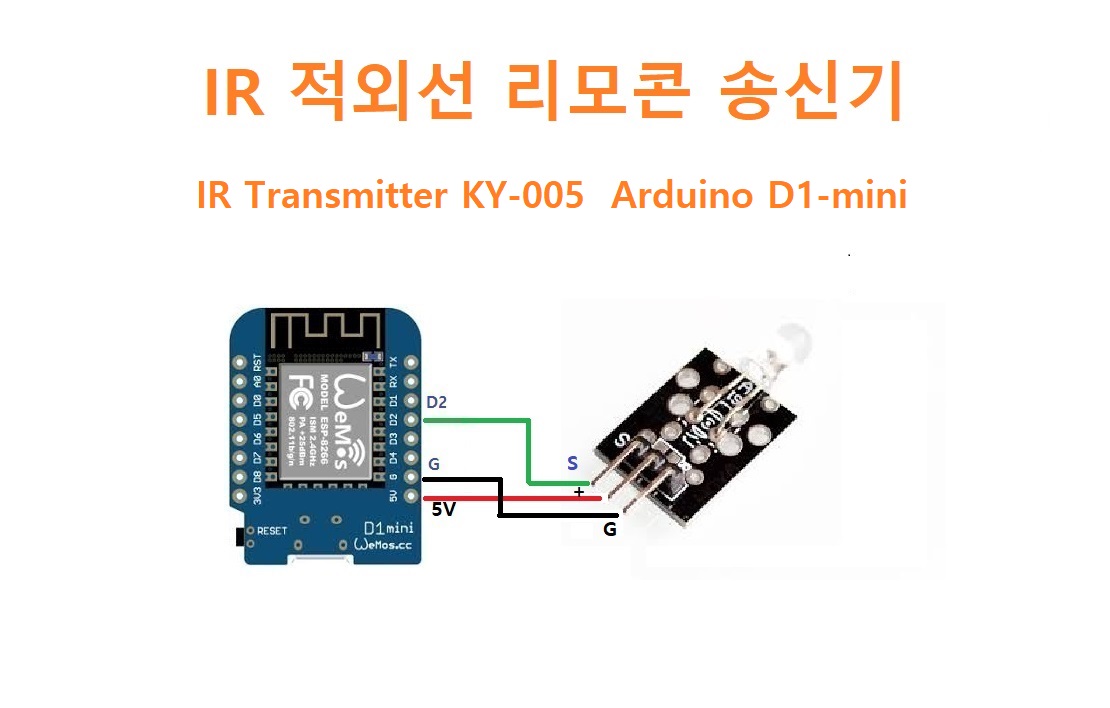 IR 적외선 리모콘 송신기
IR Transmitter KY-005 Arduino D1-mini
RST
A0
D0
D5
D6
D7
D8
3V3
TX
RX
D1
D2
D3
D4
G
5V
WeMos
MODEL ESP-8266
ISM 2.4GHz
PA +25dBm
802.11b/g/n
FC
RESET
D1 mini
WeMos.cc
D2
G
5V
S
+
G
S